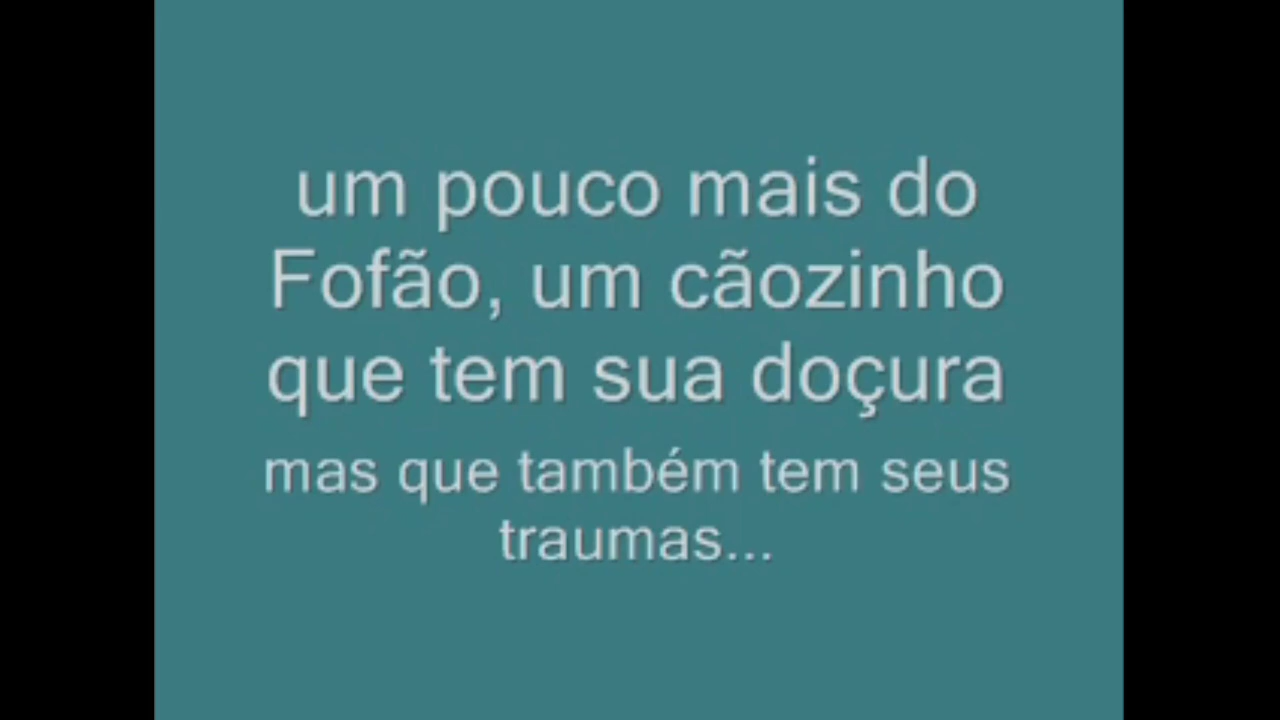 um pouco mais do
Fofão, um cãozinho
que tem sua doçura
mas que também tem seus
traumas...